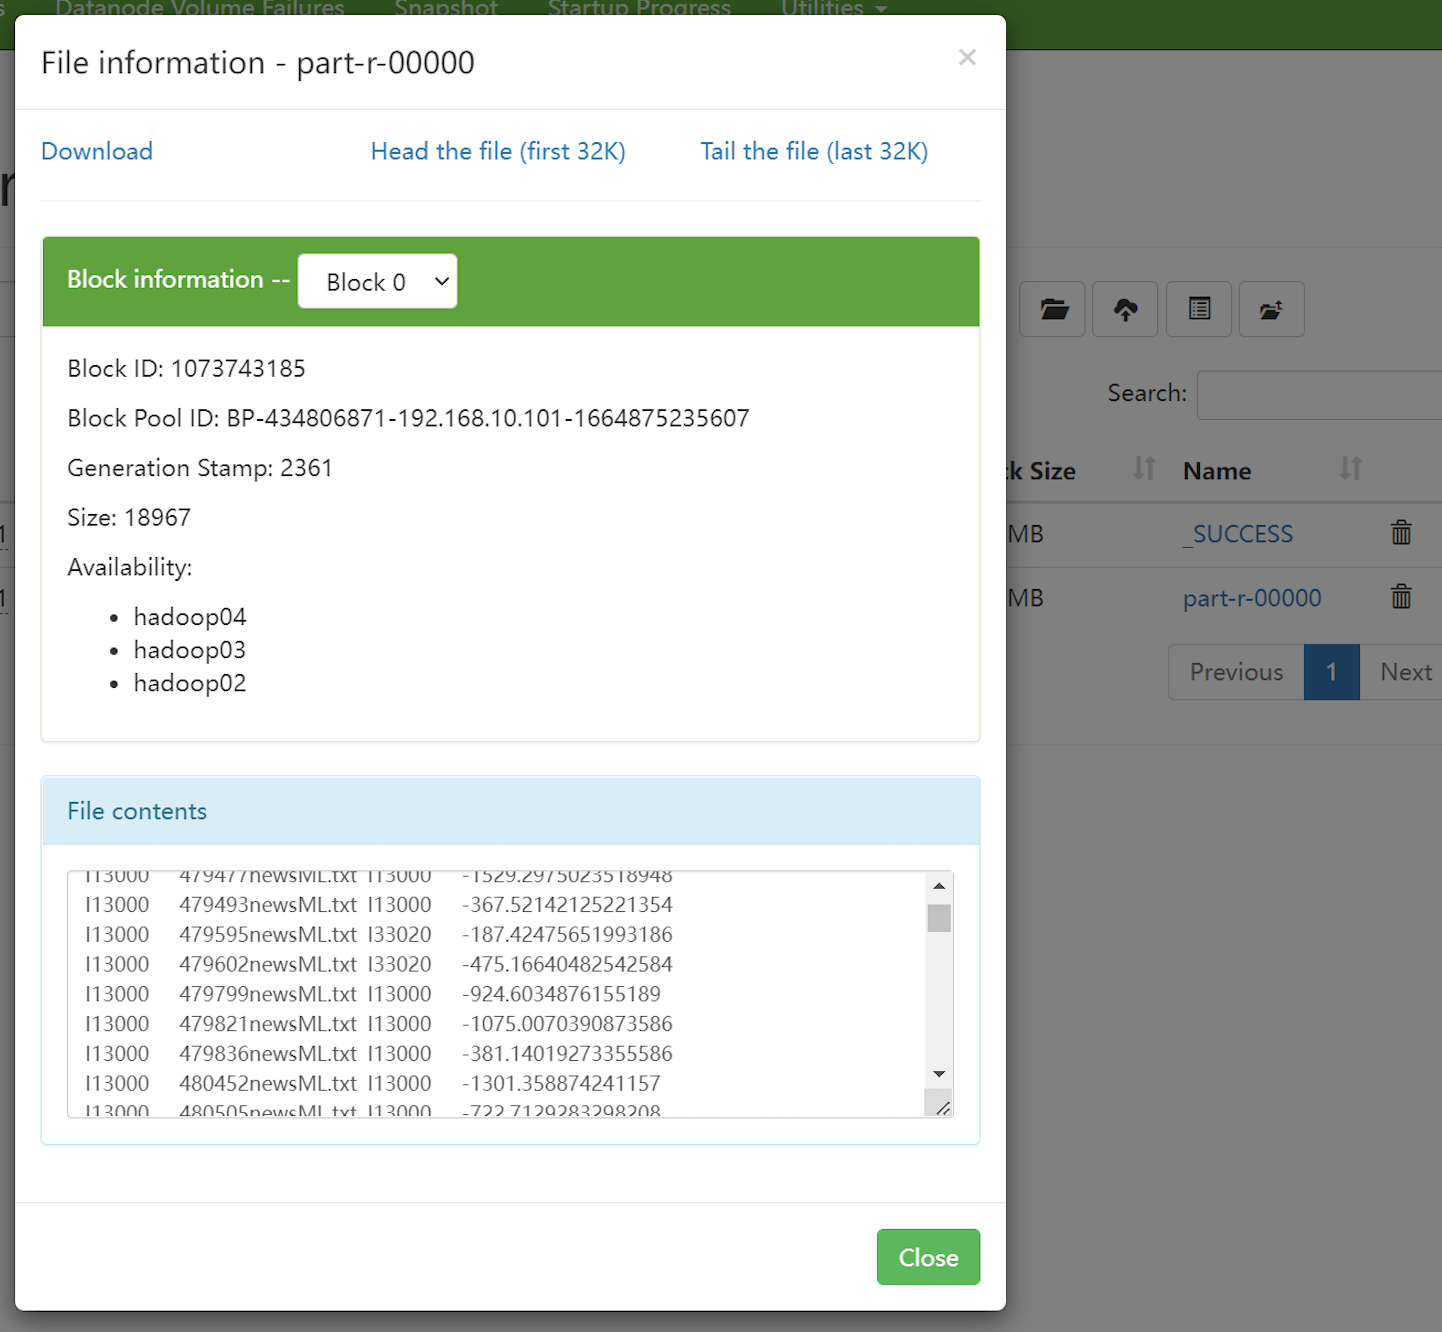 Datanode Volume Failures Snapshot Startup Progress Utilities
File information - part-r-00000
×
Download Head the file (first 32K) Tail the file (last 32K)
Block information -- Block 0
Block ID: 1073743185
Block Pool ID: BP-434806871-192.168.10.101-1664875235607
Generation Stamp: 2361
Size: 18967
Availability:
• hadoop04
• hadoop03
• hadoop02
File contents
I13000 479477newsML.txt I13000 -1529.2975023518948
I13000 479493newsML.txt I13000 -367.52142125221354
I13000 479595newsML.txt I33020 -187.42475651993186
I13000 479602newsML.txt I33020 -475.16640482542584
I13000 479799newsML.txt I13000 -924.6034876155189
I13000 479821newsML.txt I13000 -1075.0070390873586
I13000 479836newsML.txt I13000 -381.14019273355586
I13000 480452newsML.txt I13000 -1301.358874241157
I13000 480505newsML.txt I13000 -722.7129283298208
Close
Search:
Size Name
MB _SUCCESS
MB part-r-00000
Previous 1 Next